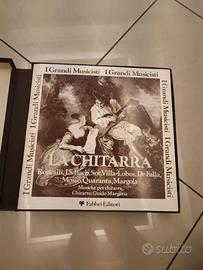 I Grandi Musicisti I Grandi Musicisti
I Grandi Musicisti
I Grandi Musicisti
LA CHITARRA
Roncalli, J.S. Bach, Sor, Villa-Lobos, De Falla,
Mosso, Quaranta, Margola
Musiche per chitarra
Chitarra: Guido Margaria
Fabbri Editori
subito